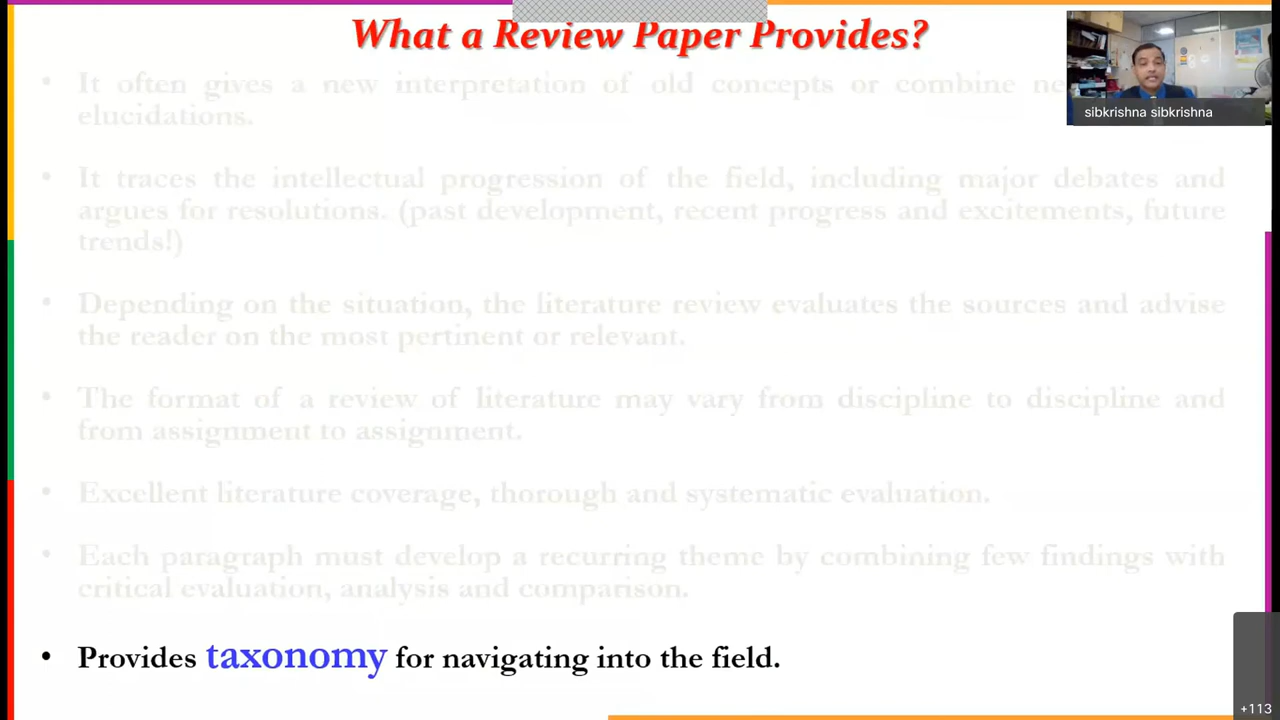 What a Review Paper Provides?
• It often gives a new interpretation of old concepts or combine
elucidations.
• It traces the intellectual progression of the field, including major debates and
argues for resolutions. (past development, recent progress and excitements, future
trends!)
• Depending on the situation, the literature review evaluates the sources and advise
the reader on the most pertinent or relevant.
• The format of a review of literature may vary from discipline to discipline and
from assignment to assignment.
• Excellent literature coverage, thorough and systematic evaluation.
• Each paragraph must develop a recurring theme by combining few findings with
critical evaluation, analysis and comparison.
• Provides taxonomy for navigating into the field.
sibkrishna sibkrishna
+113